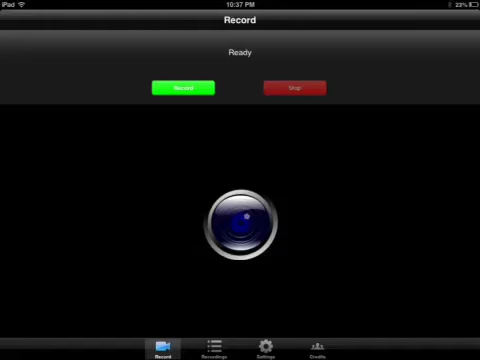 iPad 10:37 PM 23%
Record
Ready
Record Stop
Record Recordings Settings Credits